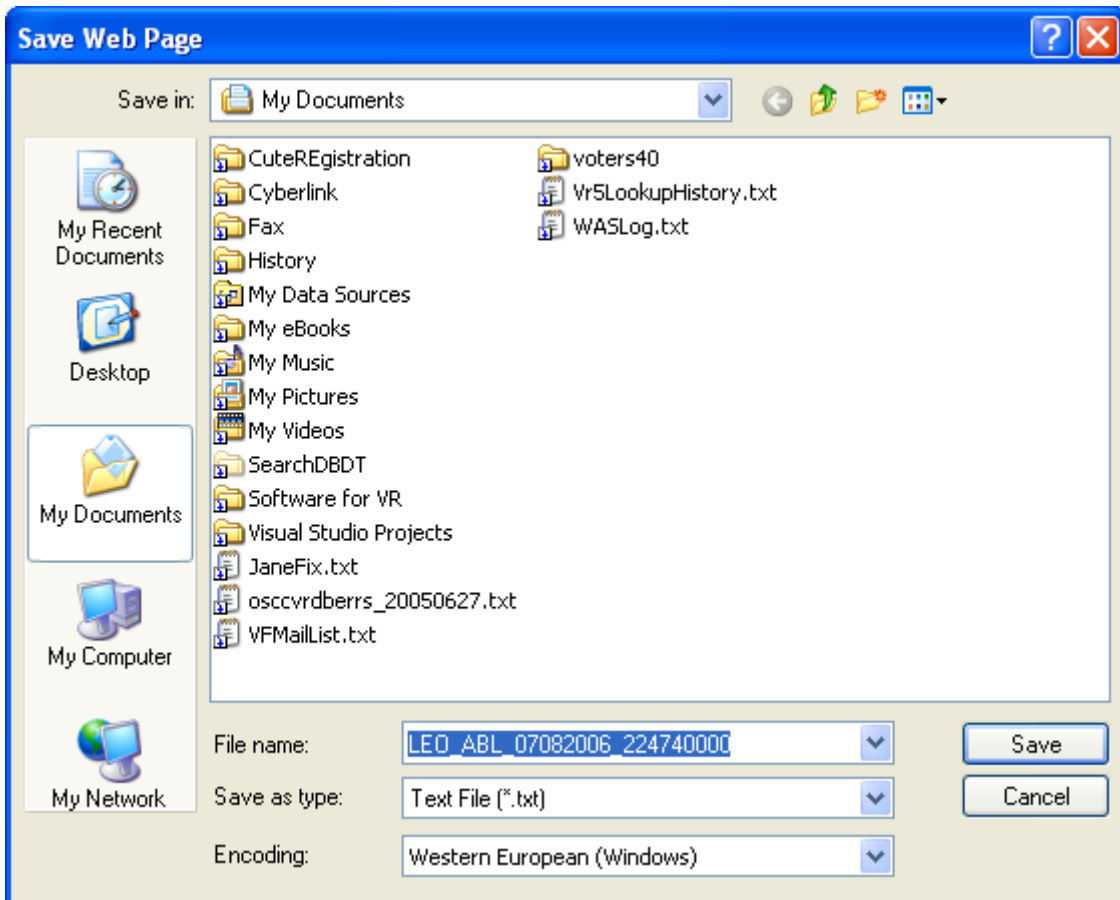 Save Web Page
Save in: My Documents
My Recent
Documents
Desktop
My Documents
My Computer
My Network
CuteREgistration
Cyberlink
Fax
History
My Data Sources
My eBooks
My Music
My Pictures
My Videos
SearchDBDT
Software for VR
Visual Studio Projects
JaneFix.txt
osccvrdberrs_20050627.txt
VFMailList.txt
voters40
Vr5LookupHistory.txt
WASLog.txt
File name: LEO_ABL_07082006_224740000 Save
Save as type: Text File (*.txt) Cancel
Encoding: Western European (Windows)